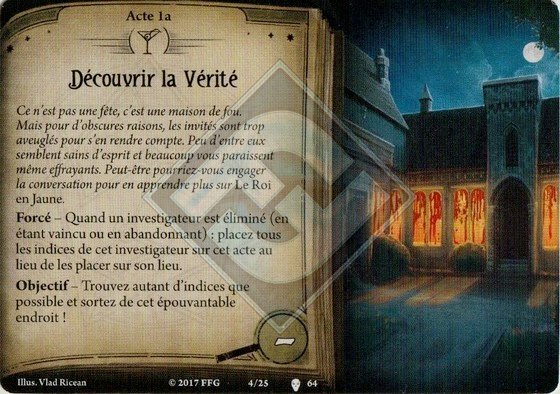 Acte 1a
Découvrir la Vérité
Ce n'est pas une fête, c'est une maison de fou.
Mais pour d'obscures raisons, les invités sont trop
aveuglés pour s'en rendre compte. Peu d'entre eux
semblent sains d'esprit et beaucoup vous paraissent
même effrayants. Peut-être pourriez-vous engager
la conversation pour en apprendre plus sur Le Roi
en Jaune.
Forcé – Quand un investigateur est éliminé (en
étant vaincu ou en abandonnant) : placez tous
les indices de cet investigateur sur cet acte au
lieu de les placer sur son lieu.
Objectif – Trouvez autant d'indices que
possible et sortez de cet épouvantable
endroit !
–
Illus. Vlad Ricean © 2017 FFG 4/25 64